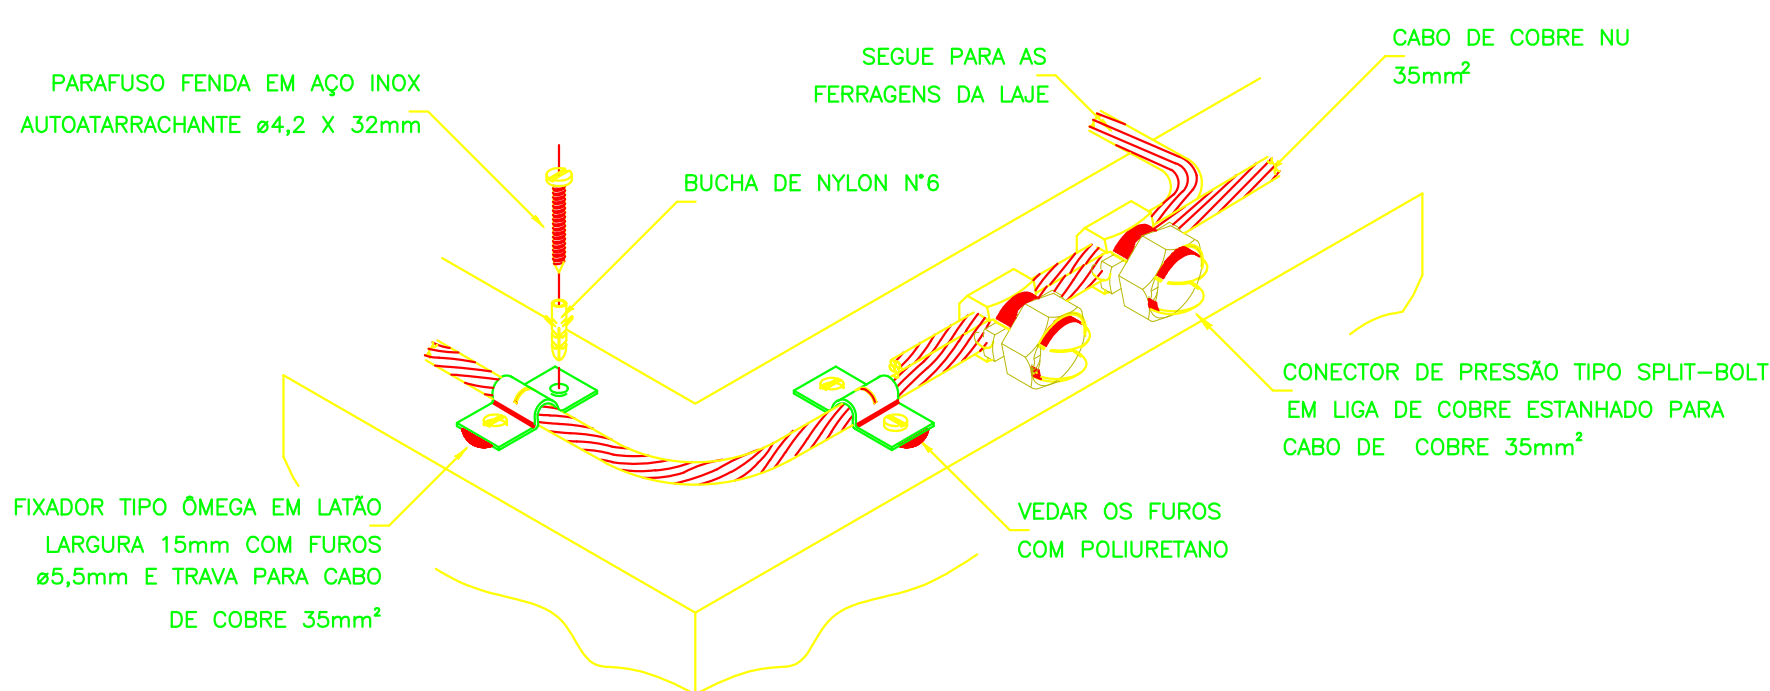 PARAFUSO FENDA EM AÇO INOX
AUTOATARRACHANTE ø4,2 X 32mm
BUCHA DE NYLON N°6
SEGUE PARA AS
FERRAGENS DA LAJE
CABO DE COBRE NU
35mm²
CONECTOR DE PRESSÃO TIPO SPLIT-BOLT
EM LIGA DE COBRE ESTANHADO PARA
CABO DE COBRE 35mm²
VEDAR OS FUROS
COM POLIURETANO
FIXADOR TIPO ÔMEGA EM LATÃO
LARGURA 15mm COM FUROS
ø5,5mm E TRAVA PARA CABO
DE COBRE 35mm²